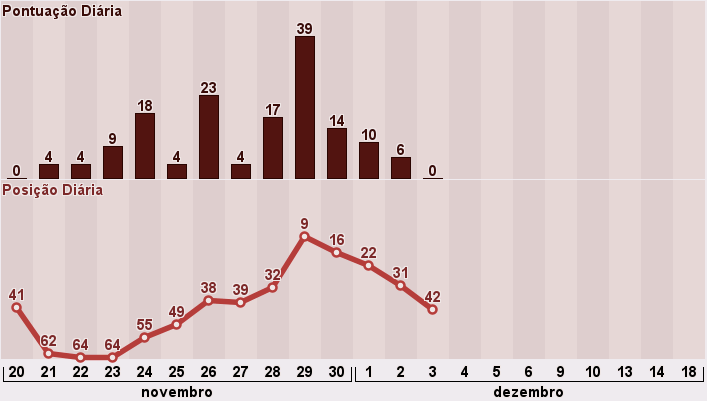 Pontuação Diária
0 4 4 9 18 4 23 4 17 39 14 10 6 0
Posição Diária
41 62 64 64 55 49 38 39 32 9 16 22 31 42
20 21 22 23 24 25 26 27 28 29 30 1 2 3 4 5 6 9 10 13 14 18
novembro dezembro